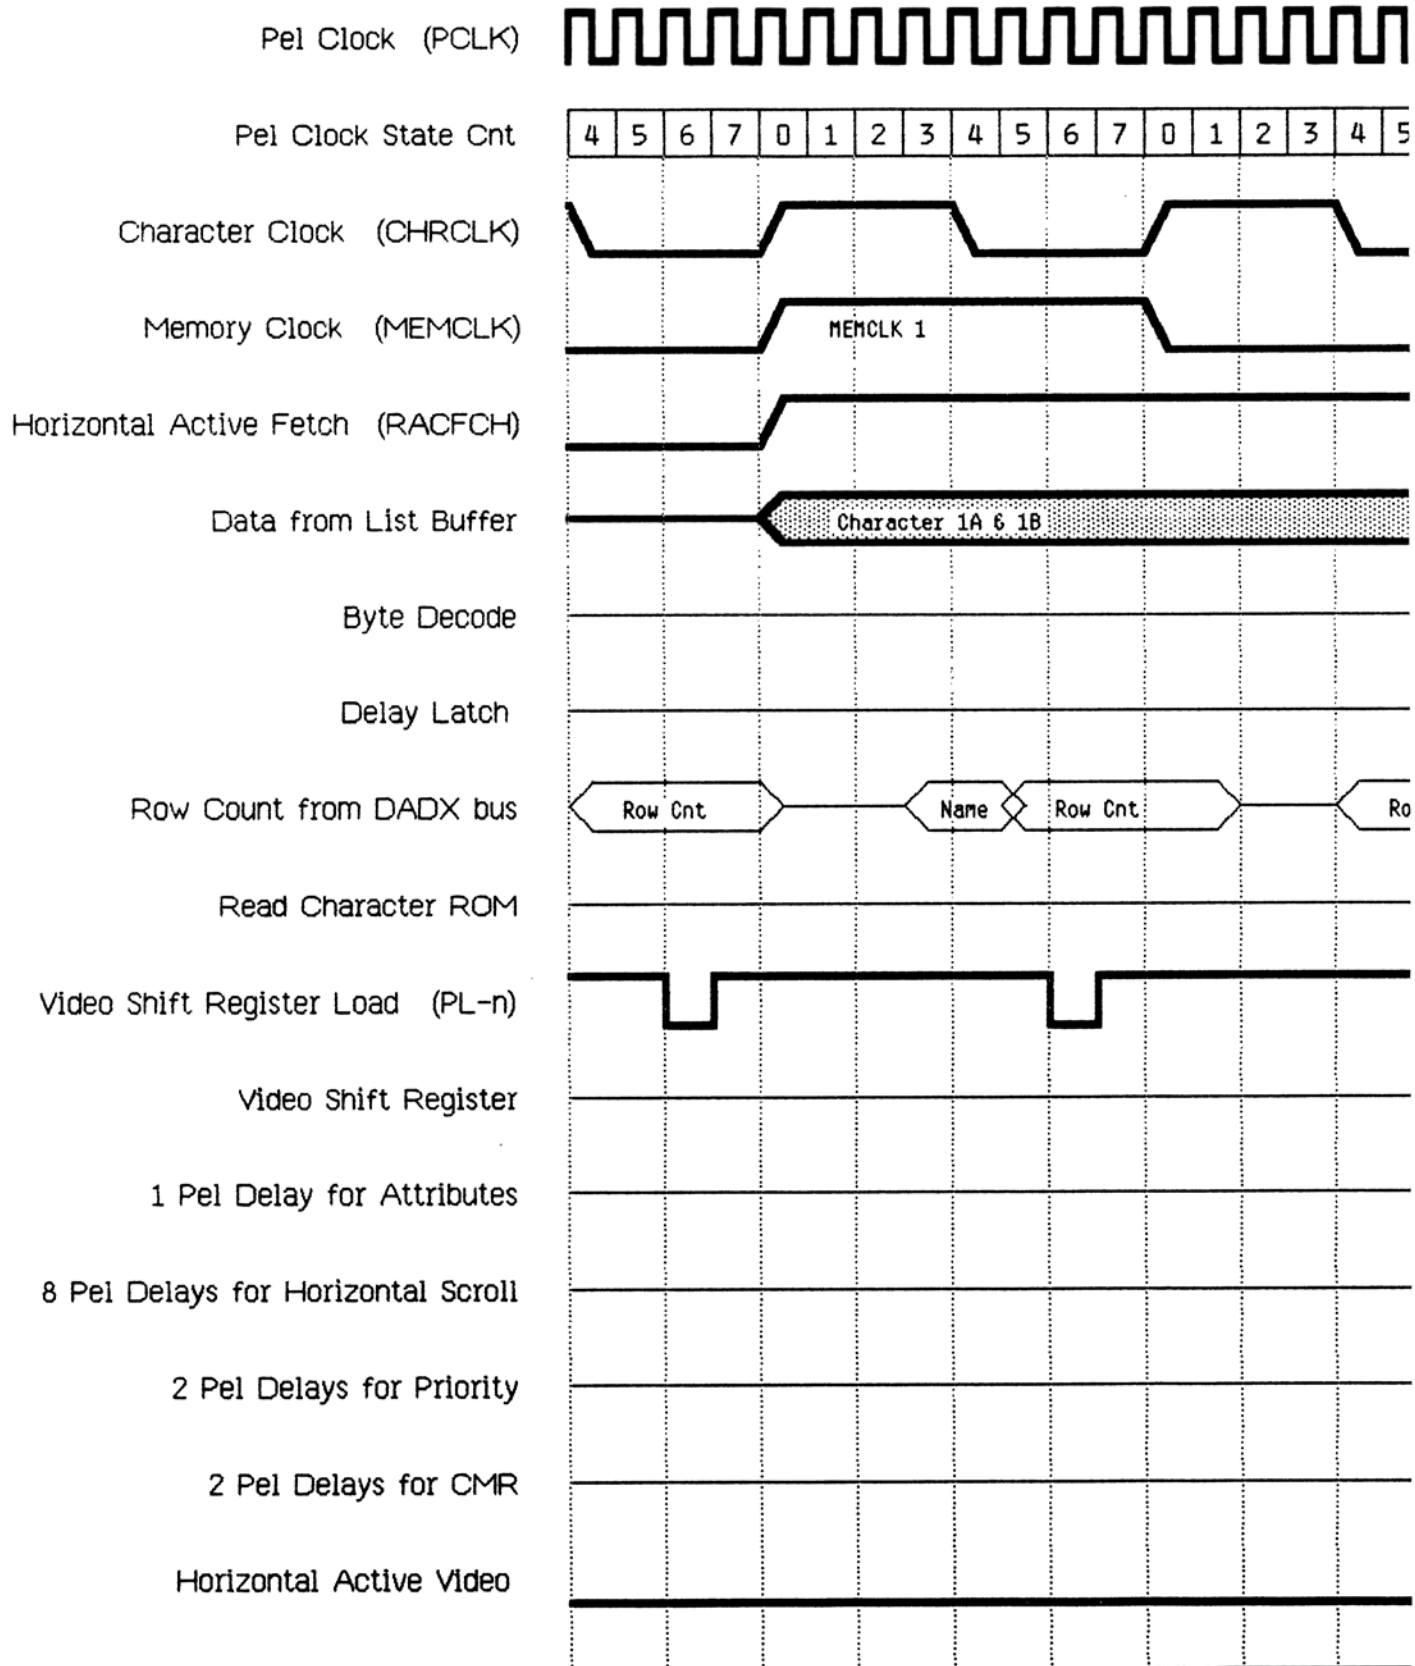 Pel Clock (PCLK)
Pel Clock State Cnt 4 5 6 7 0 1 2 3 4 5 6 7 0 1 2 3 4 5
Character Clock (CHRCLK)
Memory Clock (MEMCLK) MEMCLK 1
Horizontal Active Fetch (RACFCH)
Data from List Buffer Character 1A & 1B
Byte Decode
Delay Latch
Row Count from DADX bus Row Cnt Name Row Cnt Ro
Read Character ROM
Video Shift Register Load (PL-n)
Video Shift Register
1 Pel Delay for Attributes
8 Pel Delays for Horizontal Scroll
2 Pel Delays for Priority
2 Pel Delays for CMR
Horizontal Active Video